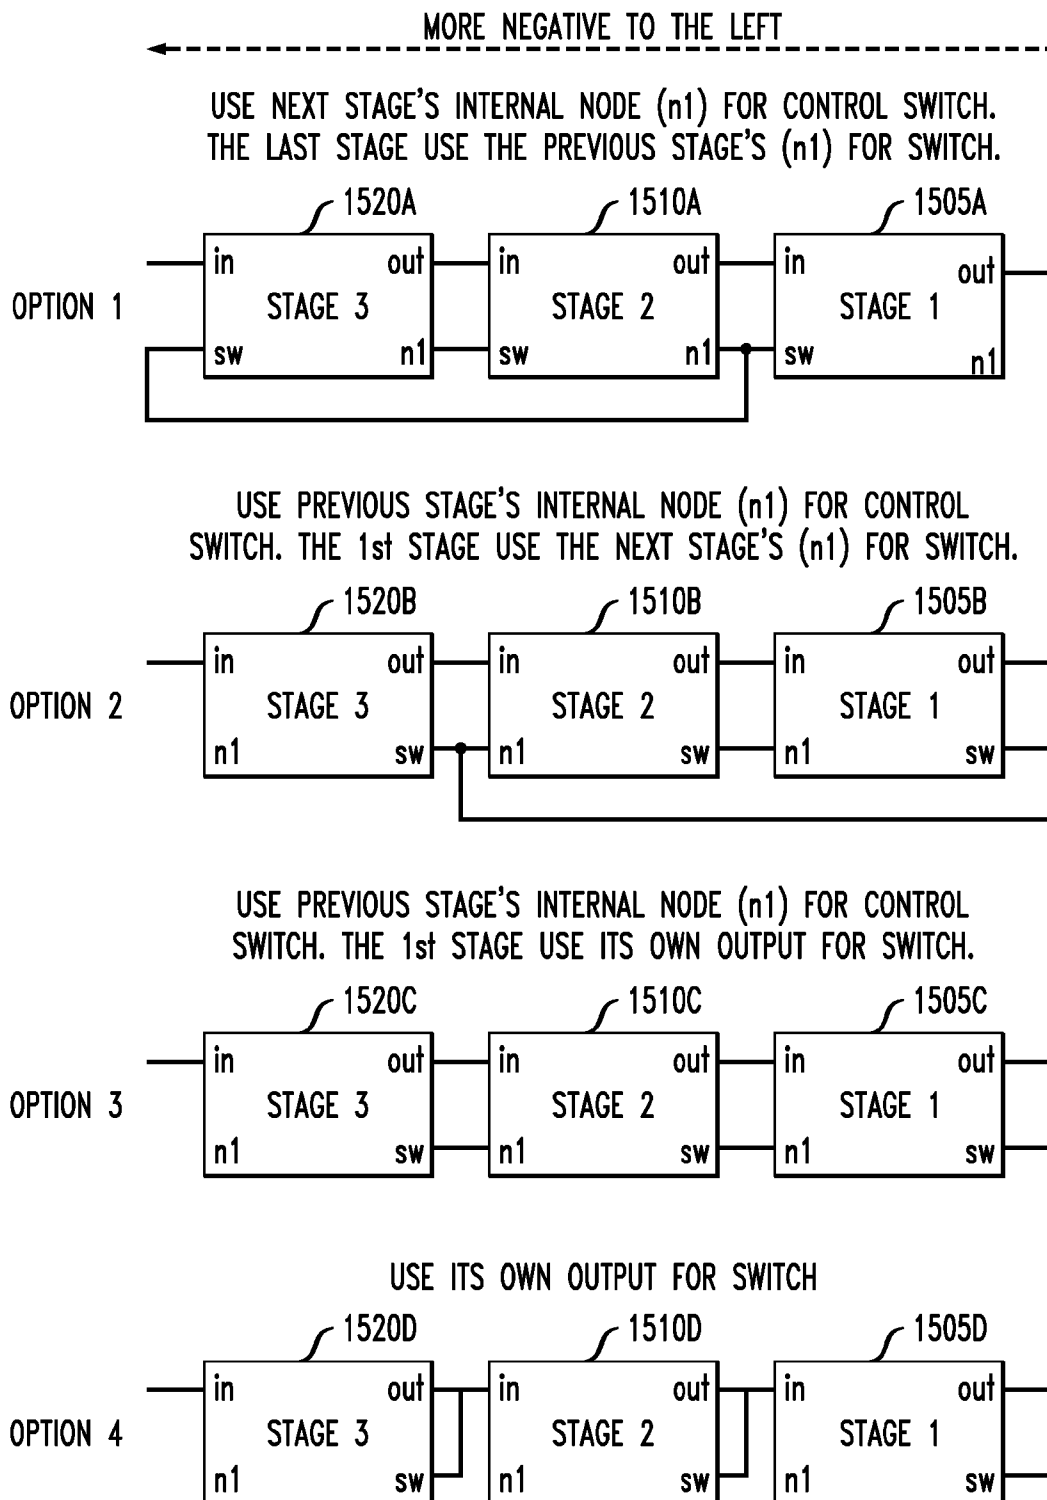 MORE NEGATIVE TO THE LEFT
USE NEXT STAGE'S INTERNAL NODE (n1) FOR CONTROL SWITCH.
THE LAST STAGE USE THE PREVIOUS STAGE'S (n1) FOR SWITCH.
1520A 1510A 1505A
in out in out in out
OPTION 1 STAGE 3 STAGE 2 STAGE 1
sw n1 sw n1 sw n1
USE PREVIOUS STAGE'S INTERNAL NODE (n1) FOR CONTROL
SWITCH. THE 1st STAGE USE THE NEXT STAGE'S (n1) FOR SWITCH.
1520B 1510B 1505B
in out in out in out
OPTION 2 STAGE 3 STAGE 2 STAGE 1
n1 sw n1 sw n1 sw
USE PREVIOUS STAGE'S INTERNAL NODE (n1) FOR CONTROL
SWITCH. THE 1st STAGE USE ITS OWN OUTPUT FOR SWITCH.
1520C 1510C 1505C
in out in out in out
OPTION 3 STAGE 3 STAGE 2 STAGE 1
n1 sw n1 sw n1 sw
USE ITS OWN OUTPUT FOR SWITCH
1520D 1510D 1505D
in out in out in out
OPTION 4 STAGE 3 STAGE 2 STAGE 1
n1 sw n1 sw n1 sw